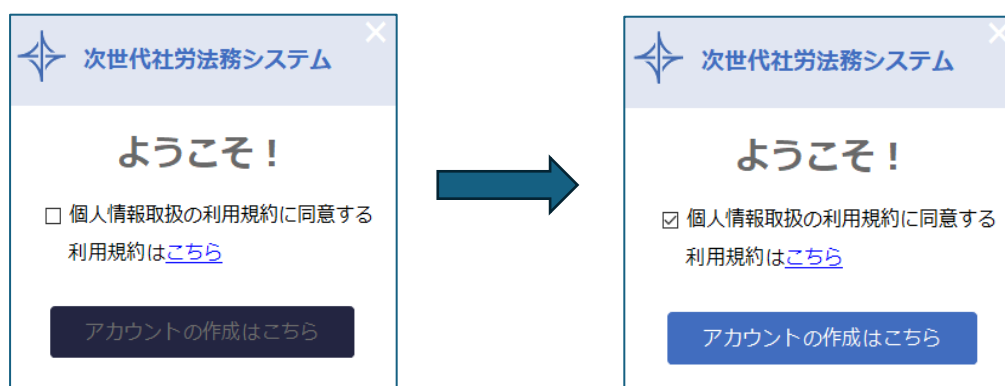 次世代社労法務システム
ようこそ！
個人情報取扱の利用規約に同意する
利用規約はこちら
アカウントの作成はこちら
次世代社労法務システム
ようこそ！
個人情報取扱の利用規約に同意する
利用規約はこちら
アカウントの作成はこちら